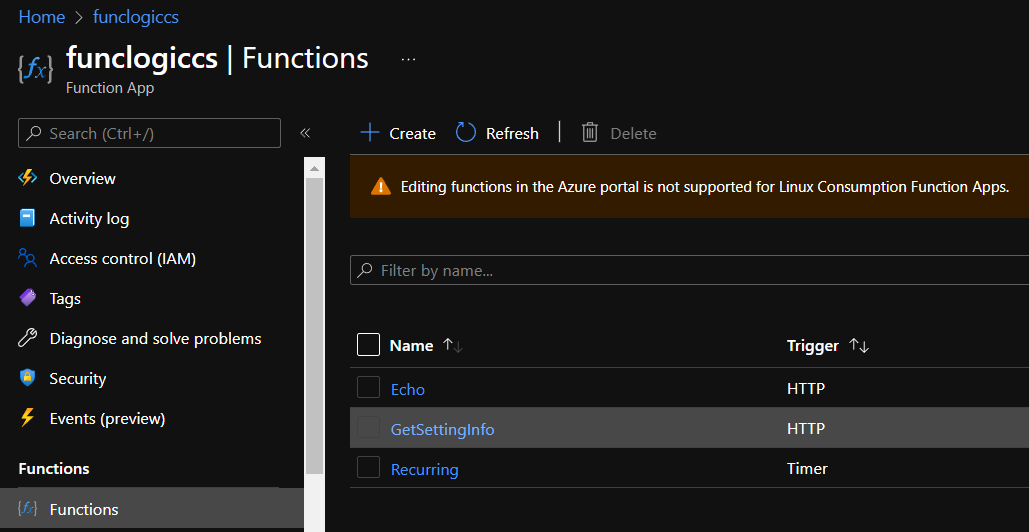 Home > funclogiccs
{fx} funclogiccs | Functions ...
Function App
Search (Ctrl+/) «
Overview
Activity log
Access control (IAM)
Tags
Diagnose and solve problems
Security
Events (preview)
Functions
{fx} Functions
+ Create Refresh | Delete
Editing functions in the Azure portal is not supported for Linux Consumption Function Apps.
Filter by name...
Name ↑↓ Trigger ↑↓
Echo HTTP
GetSettingInfo HTTP
Recurring Timer